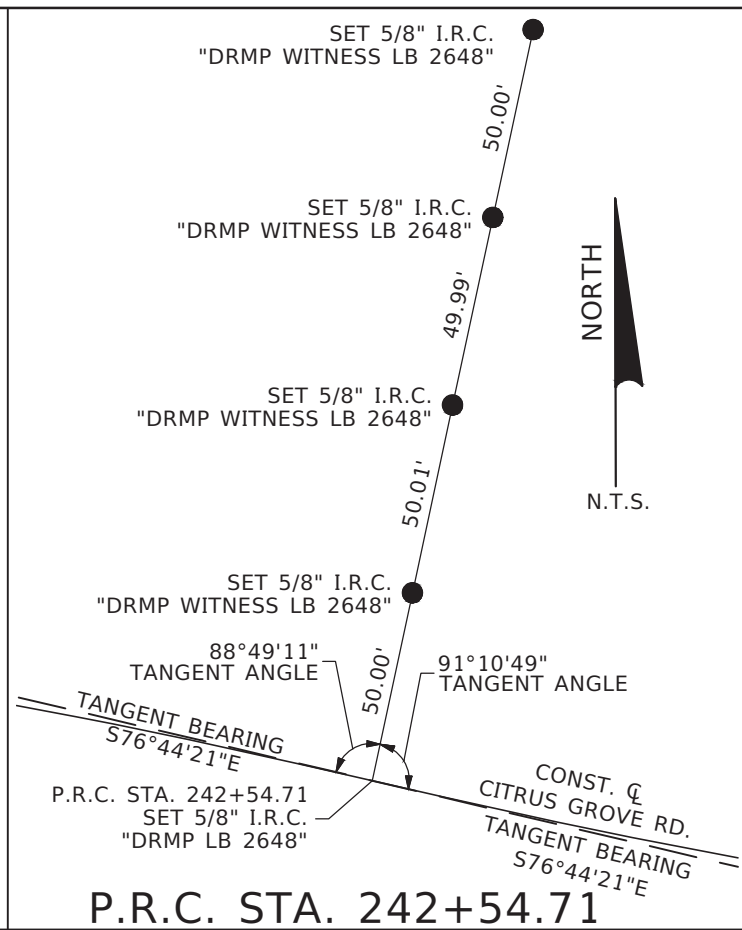 SET 5/8" I.R.C.
"DRMP WITNESS LB 2648"
50.00'
SET 5/8" I.R.C.
"DRMP WITNESS LB 2648"
NORTH
49.99'
SET 5/8" I.R.C.
"DRMP WITNESS LB 2648"
50.01'
N.T.S.
SET 5/8" I.R.C.
"DRMP WITNESS LB 2648"
88°49'11"
TANGENT ANGLE
91°10'49"
TANGENT ANGLE
50.00'
TANGENT BEARING
S76°44'21"E
P.R.C. STA. 242+54.71
SET 5/8" I.R.C.
"DRMP LB 2648"
CONST. ℄
CITRUS GROVE RD.
TANGENT BEARING
S76°44'21"E
P.R.C. STA. 242+54.71